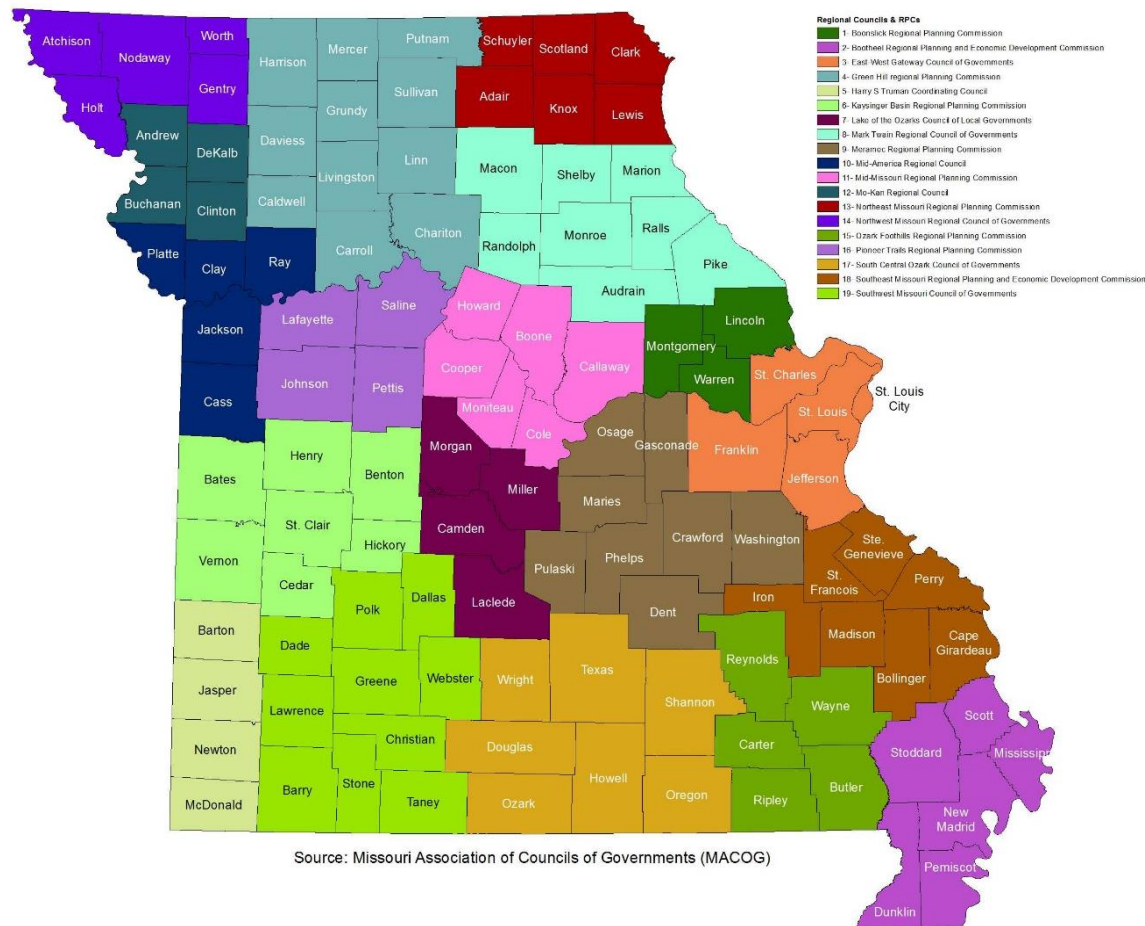 Regional Councils & RPCs
1- Boonslick Regional Planning Commission
2- Bootheel Regional Planning and Economic Development Commission
3- East-West Gateway Council of Governments
4- Green Hill regional Planning Commission
5- Harry S Truman Coordinating Council
6- Kaysinger Basin Regional Planning Commission
7- Lake of the Ozarks Council of Local Governments
8- Mark Twain Regional Council of Governments
9- Meramec Regional Planning Commission
10- Mid-America Regional Council
11- Mid-Missouri Regional Planning Commission
12- Mo-Kan Regional Council
13- Northeast Missouri Regional Planning Commission
14- Northwest Missouri Regional Council of Governments
15- Ozark Foothills Regional Planning Commission
16- Pioneer Trails Regional Planning Commission
17- South Central Ozark Council of Governments
18- Southeast Missouri Regional Planning and Economic Development Commission
19- Southwest Missouri Council of Governments
Atchison
Nodaway
Worth
Gentry
Holt
Harrison
Mercer
Putnam
Schuyler
Scotland
Clark
Sullivan
Adair
Knox
Lewis
Grundy
Andrew
DeKalb
Daviess
Livingston
Linn
Macon
Shelby
Marion
Buchanan
Clinton
Caldwell
Carroll
Chariton
Randolph
Monroe
Ralls
Pike
Platte
Clay
Ray
Audrain
Jackson
Lafayette
Saline
Howard
Boone
Callaway
Montgomery
Lincoln
Warren
St. Charles
St. Louis
St. Louis
City
Cass
Johnson
Pettis
Cooper
Moniteau
Cole
Osage
Gasconade
Franklin
Jefferson
Bates
Henry
Benton
Morgan
Miller
Maries
Vernon
St. Clair
Hickory
Camden
Pulaski
Phelps
Crawford
Washington
Ste.
Genevieve
St.
Francois
Perry
Cedar
Polk
Dallas
Laclede
Dent
Iron
Madison
Cape
Girardeau
Bollinger
Barton
Dade
Greene
Webster
Wright
Texas
Shannon
Reynolds
Wayne
Jasper
Lawrence
Christian
Douglas
Howell
Carter
Butler
Stoddard
Scott
Mississippi
Newton
McDonald
Barry
Stone
Taney
Ozark
Oregon
Ripley
New
Madrid
Pemiscot
Dunklin
Source: Missouri Association of Councils of Governments (MACOG)